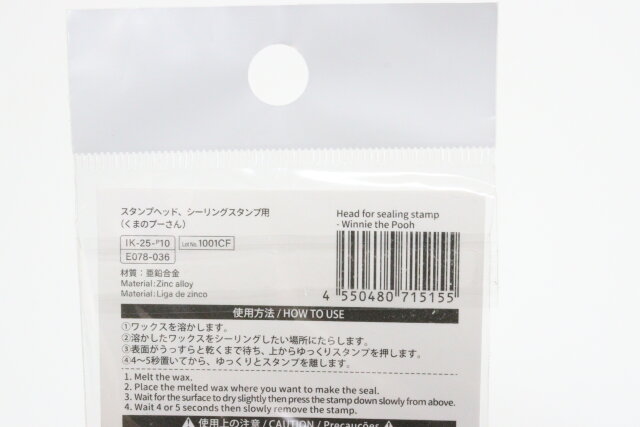 スタンプヘッド、シーリングスタンプ用
（くまのプーさん）
IK-25-P10 Lot No. 1001CF
E078-036
材質：亜鉛合金
Material: Zinc alloy
Material: Liga de zinco
Head for sealing stamp
- Winnie the Pooh
4 550480 715155
使用方法 / HOW TO USE
①ワックスを溶かします。
②溶かしたワックスをシーリングしたい場所にたらします。
③表面がうっすらと乾くまで待ち、上からゆっくりスタンプを押します。
④4～5秒置いてから、ゆっくりとスタンプを離します。
1. Melt the wax.
2. Place the melted wax where you want to make the seal.
3. Wait for the surface to dry slightly then press the stamp down slowly from above.
4. Wait 4 or 5 seconds then slowly remove the stamp.
使用上の注意 / CAUTION / Precauções